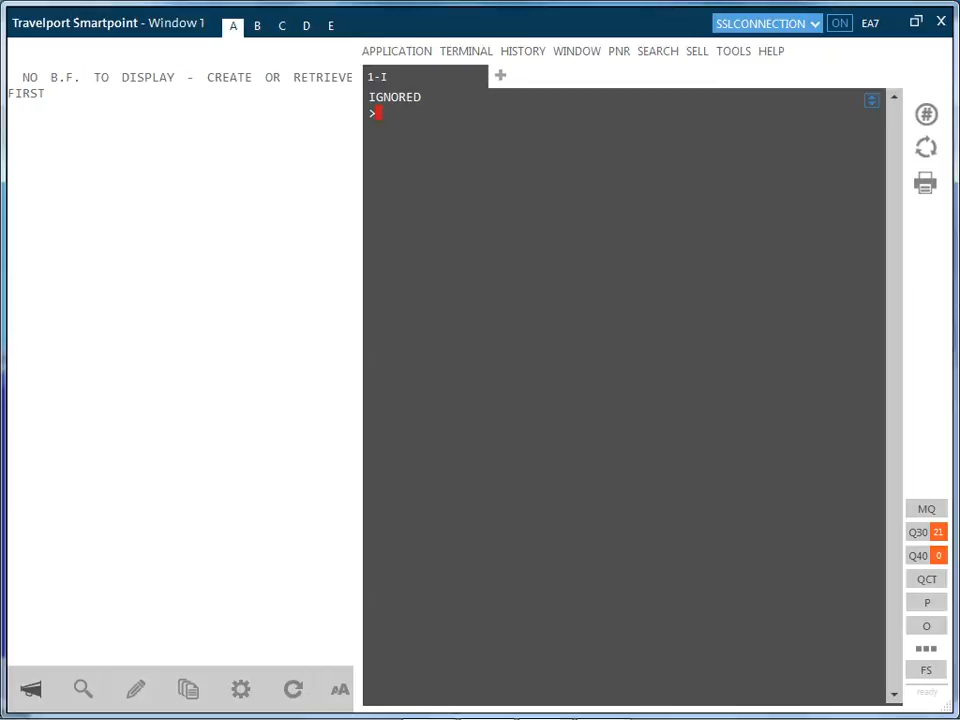 Travelport Smartpoint - Window 1
A B C D E
SSLCONNECTION ON EA7 X
APPLICATION TERMINAL HISTORY WINDOW PNR SEARCH SELL TOOLS HELP
NO B.F. TO DISPLAY - CREATE OR RETRIEVE
FIRST
1-I
IGNORED
>
#
MQ
Q30 21
Q40 0
QCT
P
O
FS
ready
aA